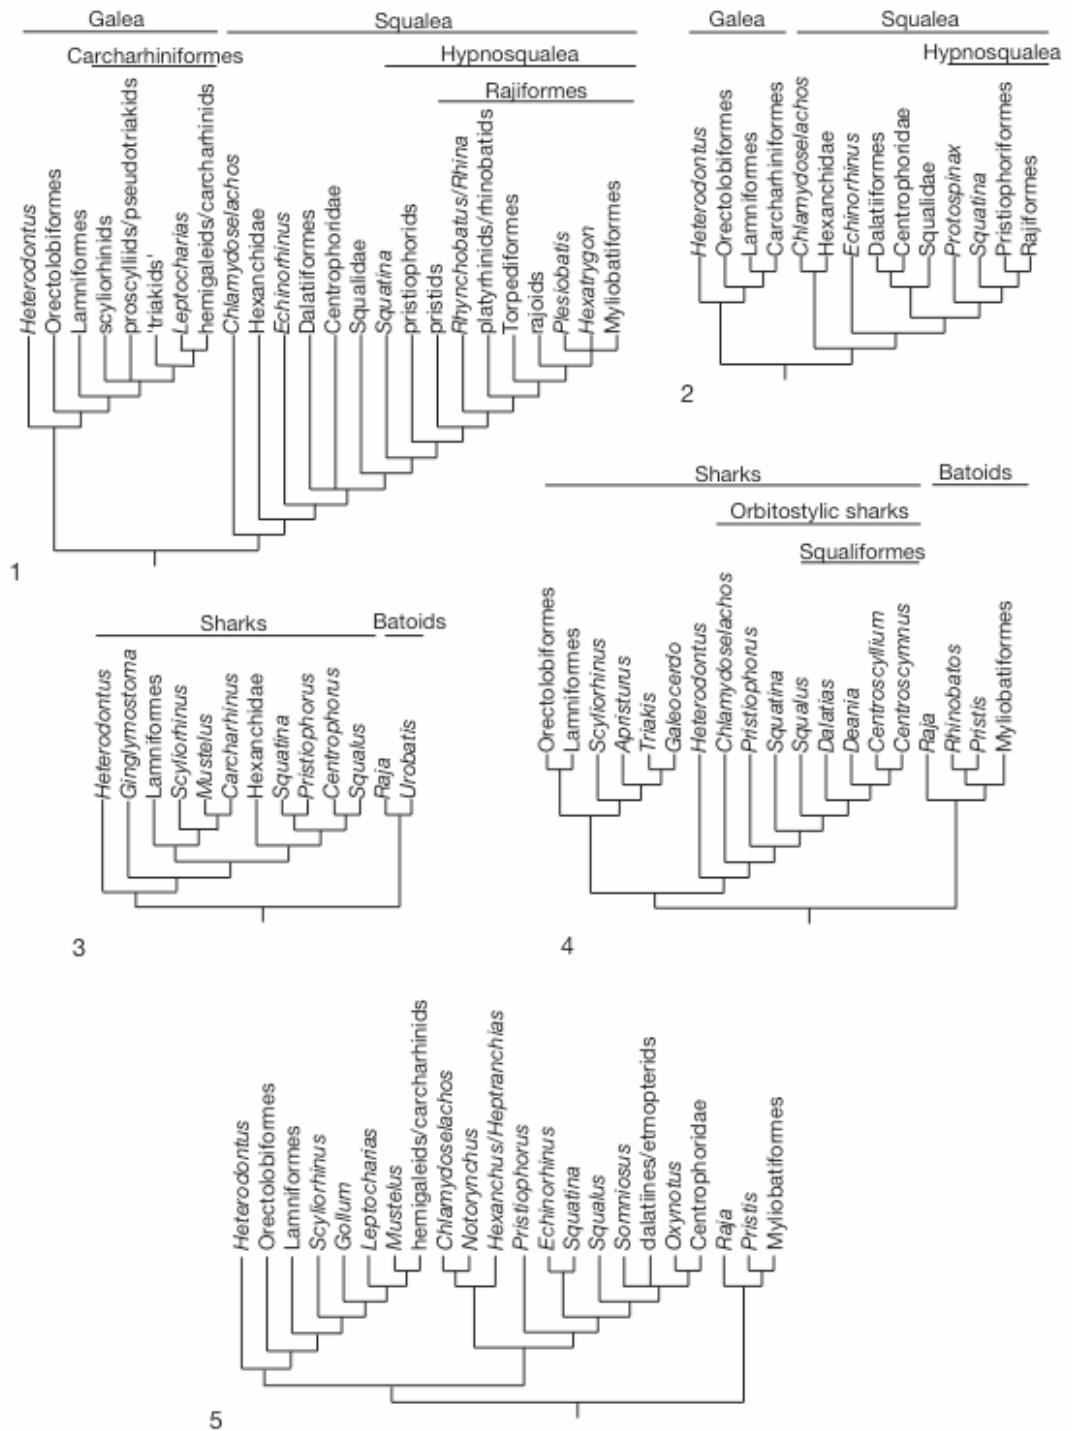 Galea
Squalea
Carcharhiniformes
Hypnosqualea
Rajiformes
Heterodontus
Orectolobiformes
Lamniformes
scyliorhinids
proscylliids/pseudotriakids
'triakids'
Leptocharias
hemigaleids/carcharhinids
Chlamydoselachos
Hexanchidae
Echinorhinus
Dalatiiformes
Centrophoridae
Squalidae
Squatina
pristiophorids
pristids
Rhynchobatus/Rhina
platyrhinids/rhinobatids
Torpediformes
rajoids
Plesiobatis
Hexatrygon
Myliobatiformes
1
Galea
Squalea
Hypnosqualea
Heterodontus
Orectolobiformes
Lamniformes
Carcharhiniformes
Chlamydoselachos
Hexanchidae
Echinorhinus
Dalatiiformes
Centrophoridae
Squalidae
Protospinax
Squatina
Pristiophoriformes
Rajiformes
2
Sharks
Batoids
Heterodontus
Ginglymostoma
Lamniformes
Scyliorhinus
Mustelus
Carcharhinus
Hexanchidae
Squatina
Pristiophorus
Centrophorus
Squalus
Raja
Urobatis
3
Sharks
Batoids
Orbitostylic sharks
Squaliformes
Orectolobiformes
Lamniformes
Scyliorhinus
Apristurus
Triakis
Galeocerdo
Heterodontus
Chlamydoselachos
Pristiophorus
Squatina
Squalus
Dalatias
Deania
Centroscyllium
Centroscymnus
Raja
Rhinobatos
Pristis
Myliobatiformes
4
Heterodontus
Orectolobiformes
Lamniformes
Scyliorhinus
Gollum
Leptocharias
Mustelus
hemigaleids/carcharhinids
Chlamydoselachos
Notorynchus
Hexanchus/Heptranchias
Pristiophorus
Echinorhinus
Squatina
Squalus
Somniosus
dalatiines/etmopterids
Oxynotus
Centrophoridae
Raja
Pristis
Myliobatiformes
5